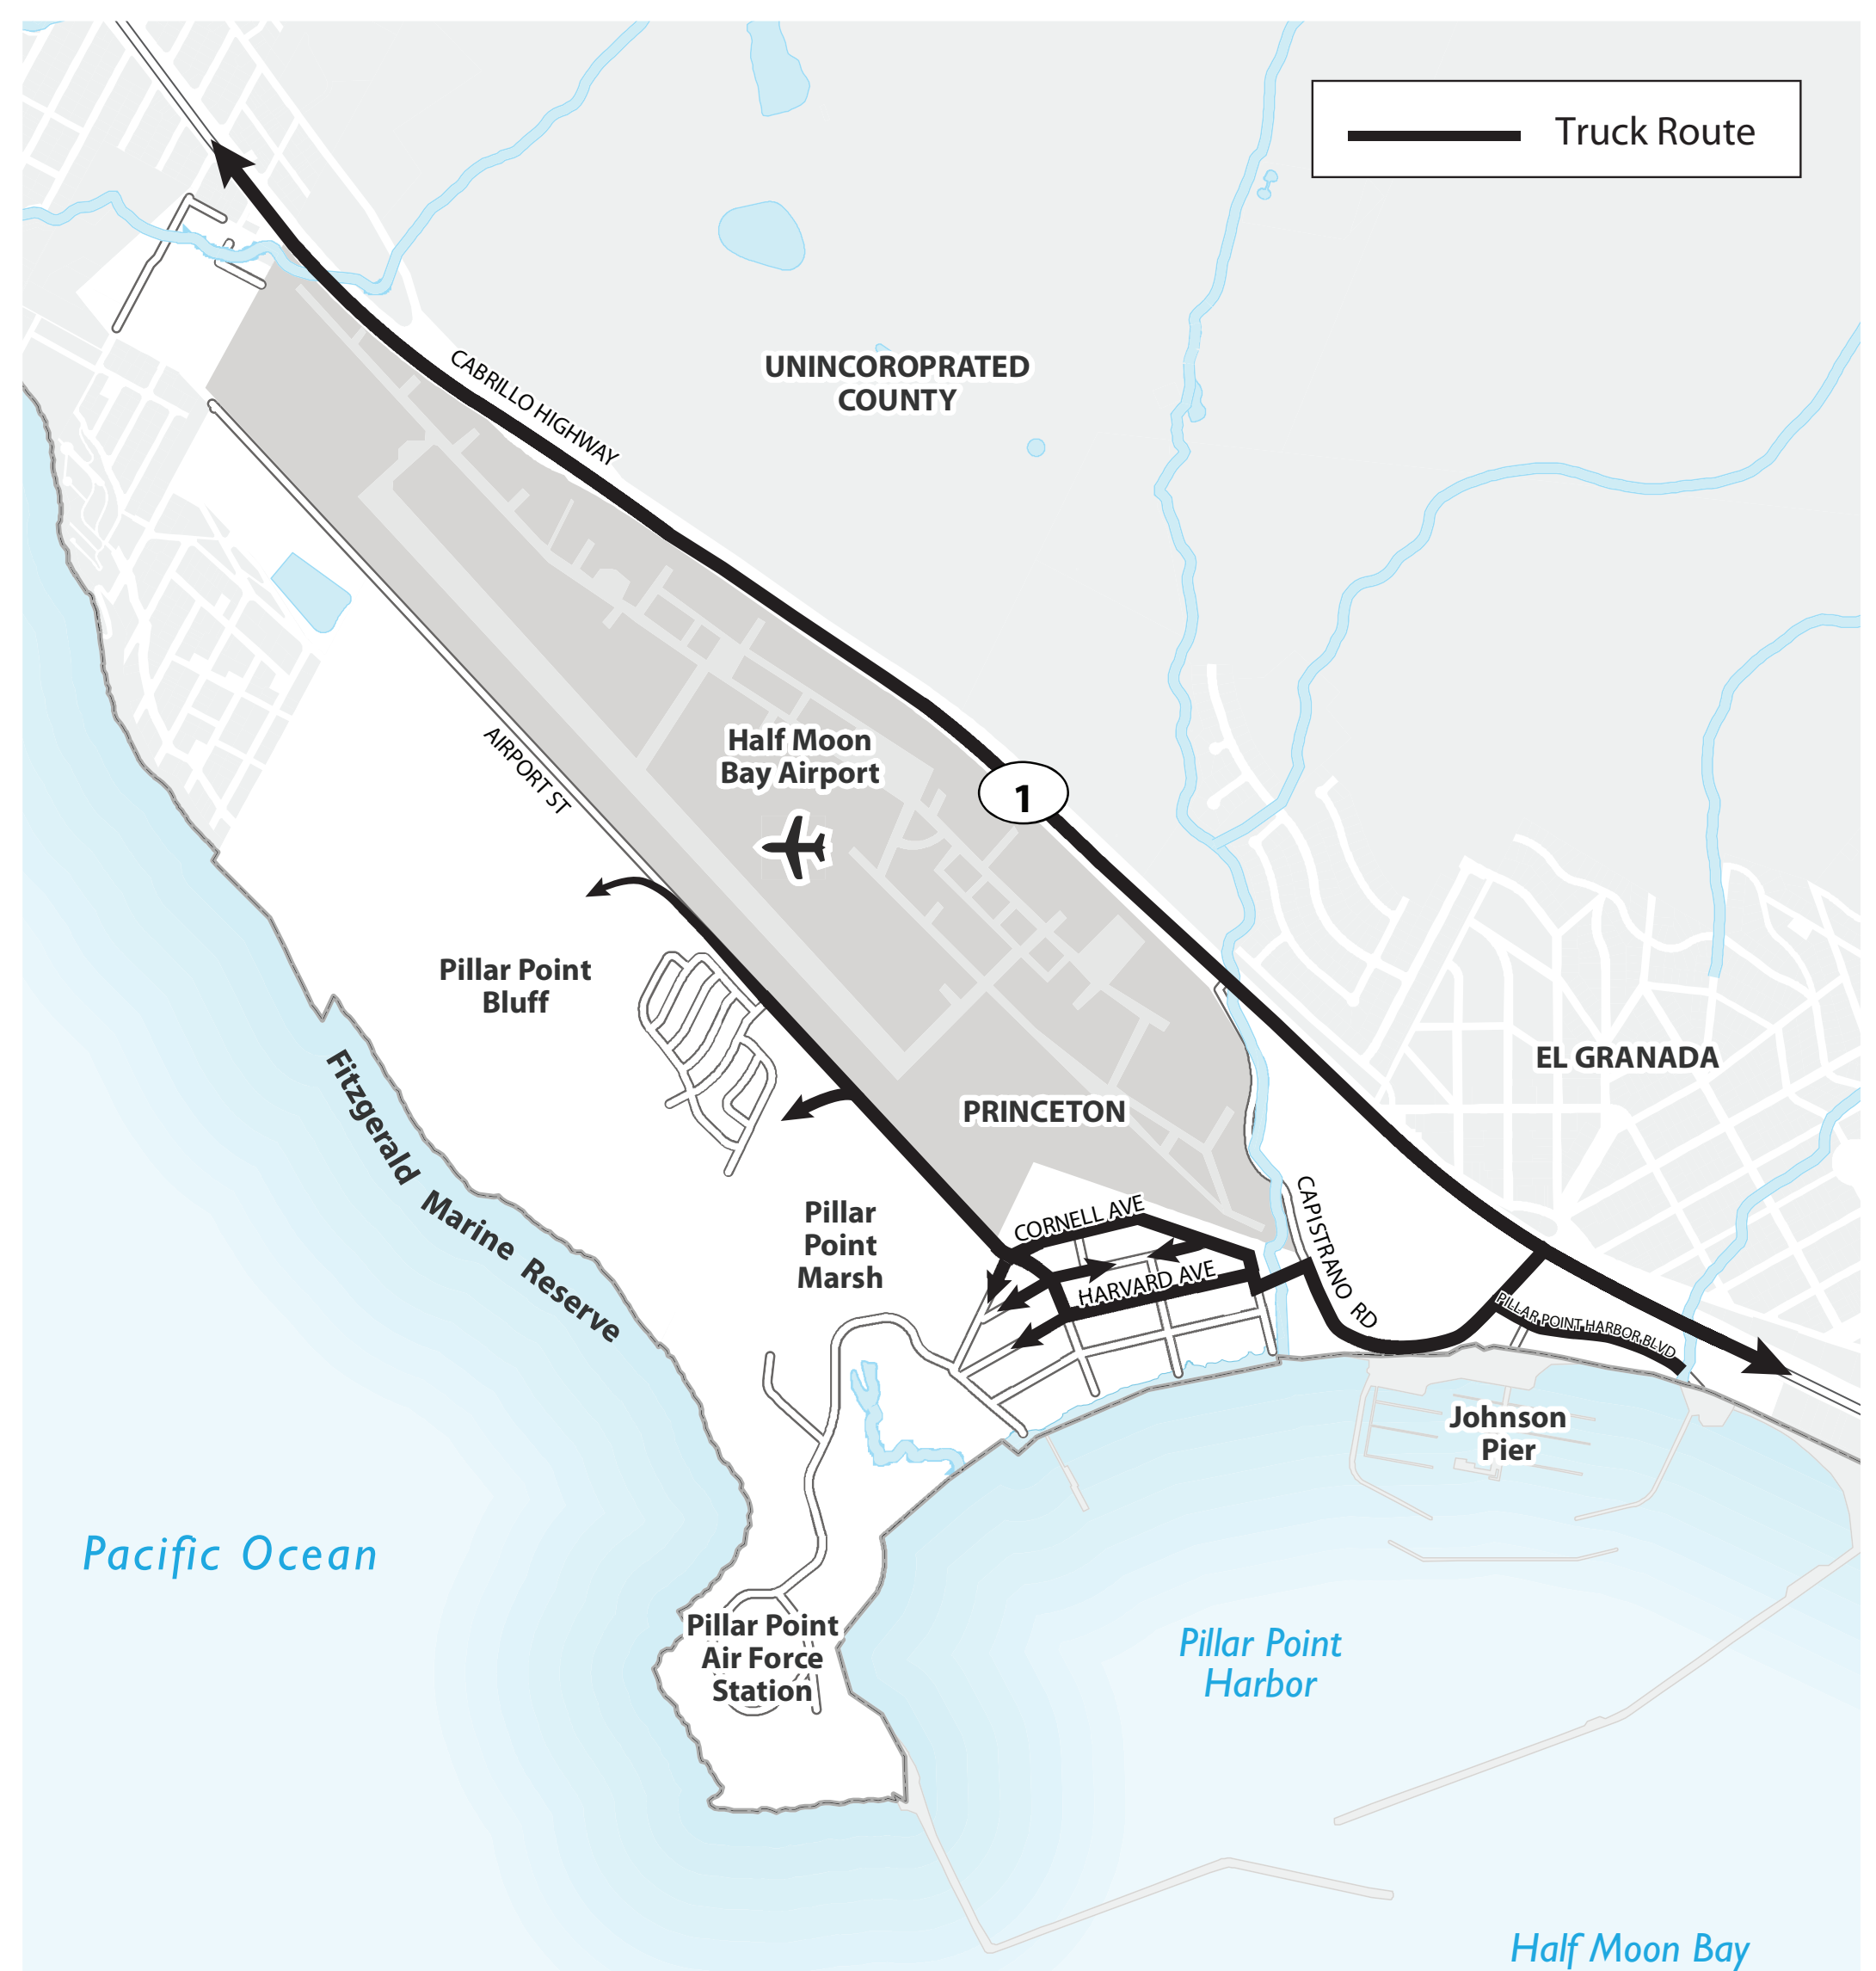 Truck Route
UNINCOROPRATED
COUNTY
CABRILLO HIGHWAY
Half Moon
Bay Airport
1
AIRPORT ST
Pillar Point
Bluff
EL GRANADA
PRINCETON
Fitzgerald Marine Reserve
Pillar
Point
Marsh
CORNELL AVE
HARVARD AVE
CAPISTRANO RD
PILLAR POINT HARBOR BLVD
Johnson
Pier
Pacific Ocean
Pillar Point
Air Force
Station
Pillar Point
Harbor
Half Moon Bay